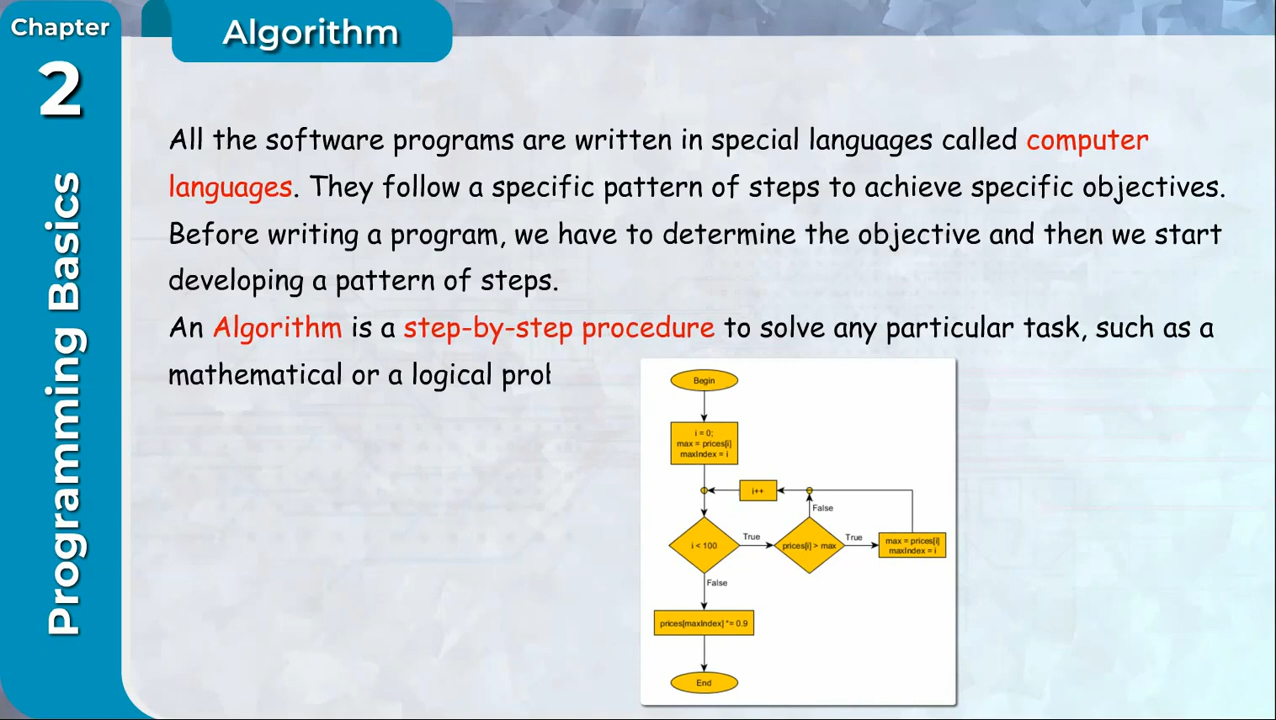 Chapter
2
Programming Basics
Algorithm
All the software programs are written in special languages called computer
languages. They follow a specific pattern of steps to achieve specific objectives.
Before writing a program, we have to determine the objective and then we start
developing a pattern of steps.
An Algorithm is a step-by-step procedure to solve any particular task, such as a
mathematical or a logical
Begin
i = 0;
max = prices[i]
maxIndex = i
i++
False
i < 100
True
prices[i] > max
True
max = prices[i]
maxIndex = i
False
prices[maxIndex] *= 0.9
End